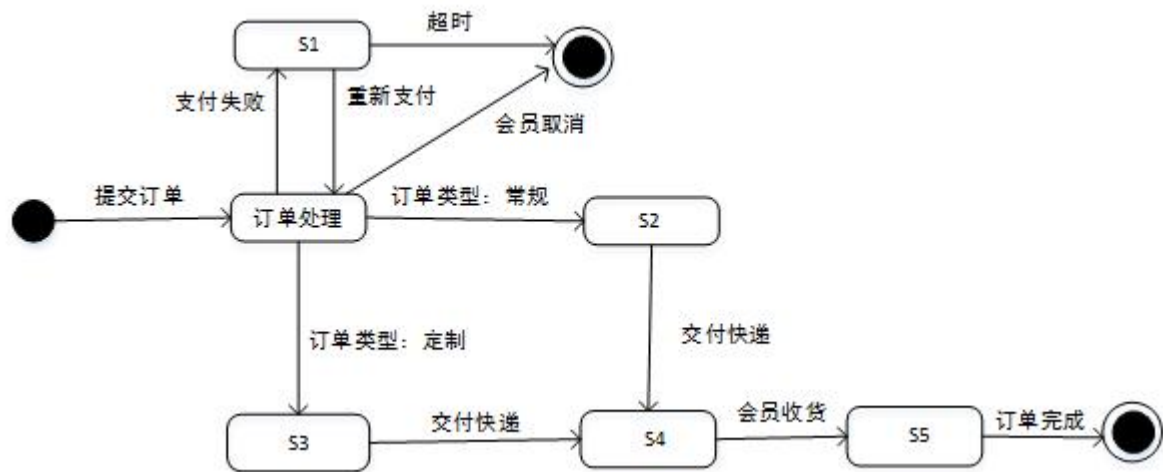 超时
S1
支付失败
重新支付
会员取消
提交订单
订单处理
订单类型：常规
S2
订单类型：定制
交付快递
S3
交付快递
S4
会员收货
S5
订单完成